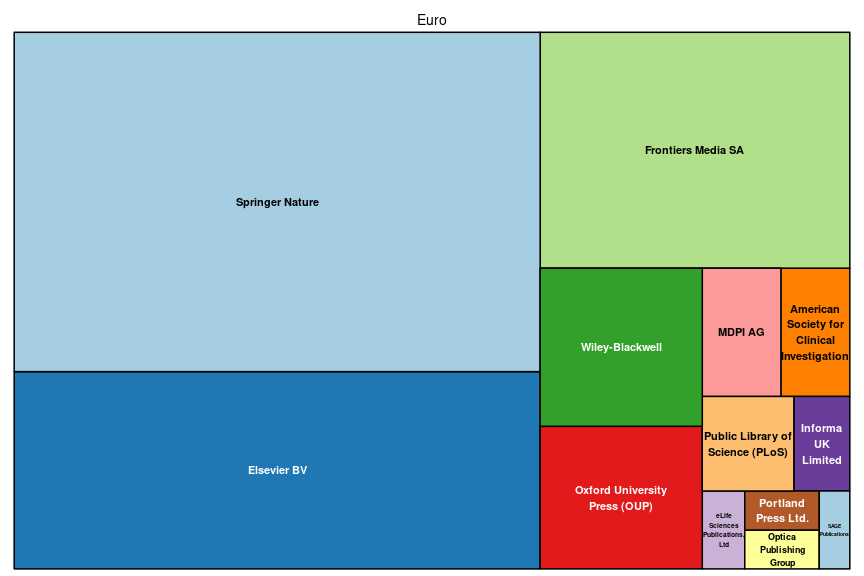 Euro
Springer Nature
Frontiers Media SA
Elsevier BV
Wiley-Blackwell
Oxford University
Press (OUP)
MDPI AG
American
Society for
Clinical
Investigation
Public Library of
Science (PLoS)
Informa
UK
Limited
eLife
Sciences
Publications,
Ltd
Portland
Press Ltd.
Optica
Publishing
Group
SAGE
Publications